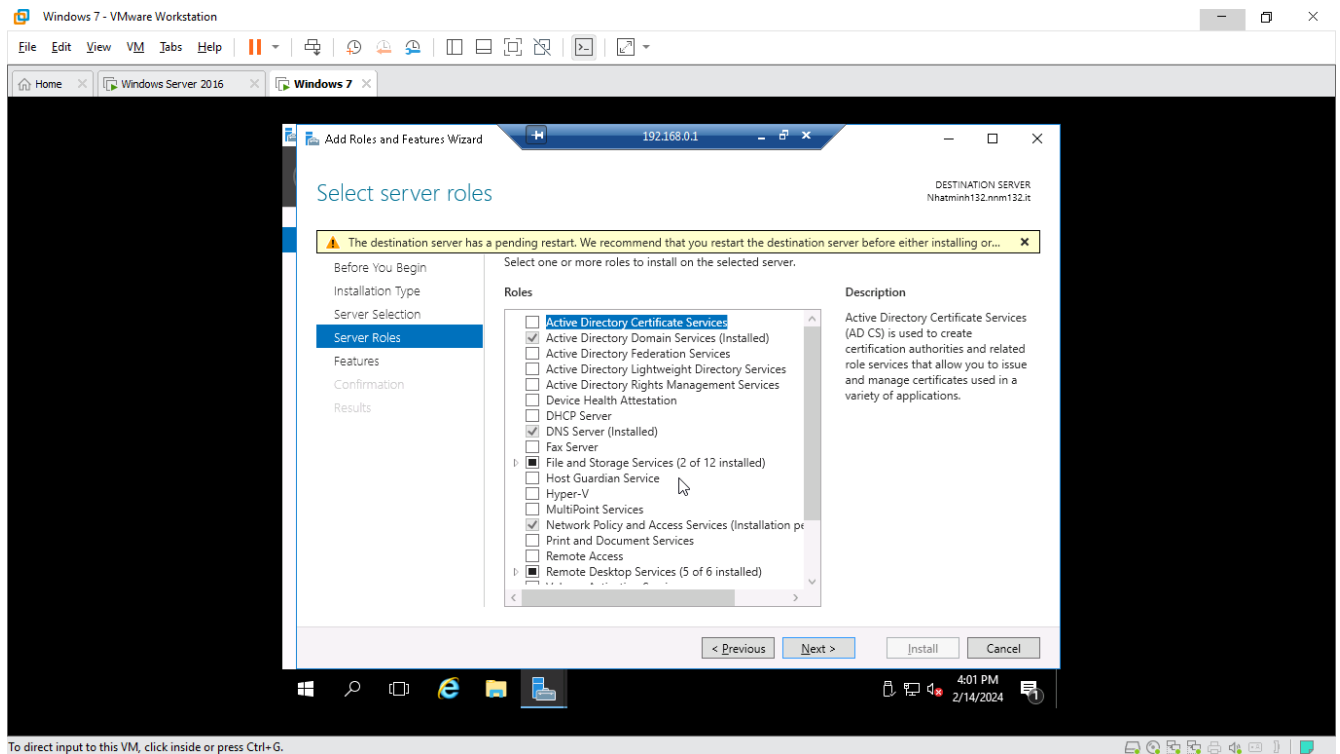 Windows 7 - VMware Workstation
File Edit View VM Tabs Help
Home Windows Server 2016 Windows 7
Add Roles and Features Wizard 192.168.0.1
Select server roles
DESTINATION SERVER
Nhatminh132.nnm132.it
The destination server has a pending restart. We recommend that you restart the destination server before either installing or...
Before You Begin
Installation Type
Server Selection
Server Roles
Features
Confirmation
Results
Select one or more roles to install on the selected server.
Roles
Active Directory Certificate Services
Active Directory Domain Services (Installed)
Active Directory Federation Services
Active Directory Lightweight Directory Services
Active Directory Rights Management Services
Device Health Attestation
DHCP Server
DNS Server (Installed)
Fax Server
File and Storage Services (2 of 12 installed)
Host Guardian Service
Hyper-V
MultiPoint Services
Network Policy and Access Services (Installation pe
Print and Document Services
Remote Access
Remote Desktop Services (5 of 6 installed)
Description
Active Directory Certificate Services
(AD CS) is used to create
certification authorities and related
role services that allow you to issue
and manage certificates used in a
variety of applications.
< Previous Next > Install Cancel
4:01 PM
2/14/2024
1
To direct input to this VM, click inside or press Ctrl+G.